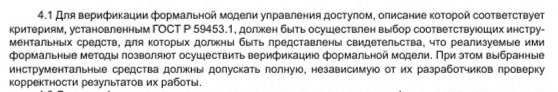 4.1 Для верификации формальной модели управления доступом, описание которой соответствует
критериям, установленным ГОСТ Р 59453.1, должен быть осуществлен выбор соответствующих инстру-
ментальных средств, для которых должны быть представлены свидетельства, что реализуемые ими
формальные методы позволяют осуществить верификацию формальной модели. При этом выбранные
инструментальные средства должны допускать полную, независимую от их разработчиков проверку
корректности результатов их работы.